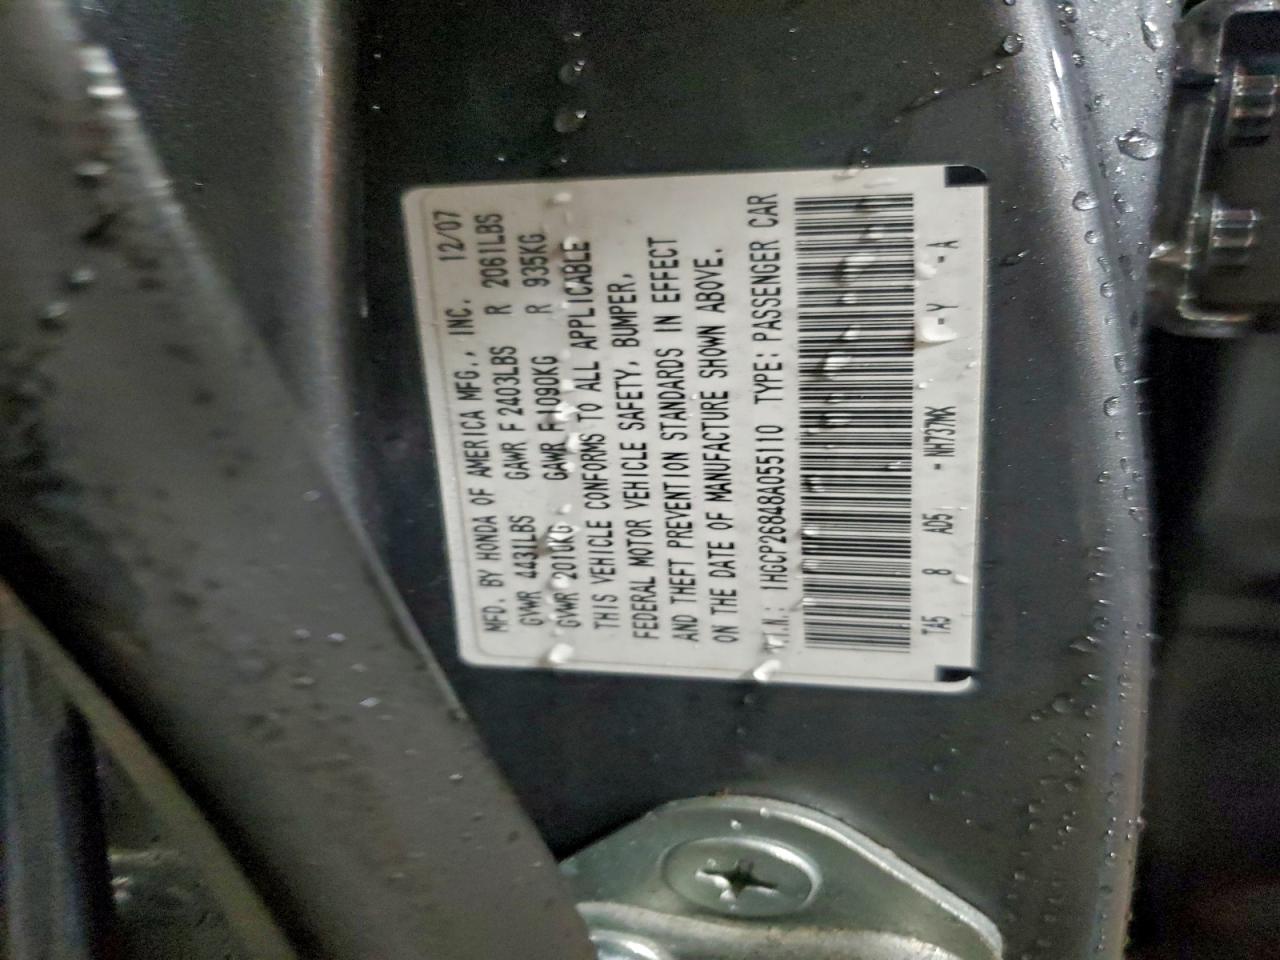 MFD. BY HONDA OF AMERICA MFG., INC. 12/07
GVWR 4431LBS GAWR F 2403LBS R 2061LBS
GVWR 2010KG GAWR F 1090KG R 935KG
THIS VEHICLE CONFORMS TO ALL APPLICABLE
FEDERAL MOTOR VEHICLE SAFETY, BUMPER,
AND THEFT PREVENTION STANDARDS IN EFFECT
ON THE DATE OF MANUFACTURE SHOWN ABOVE.
V.I.N.: 1HGCP26848A055110 TYPE: PASSENGER CAR
TA5 8 AD5 - NH737MX -Y -A